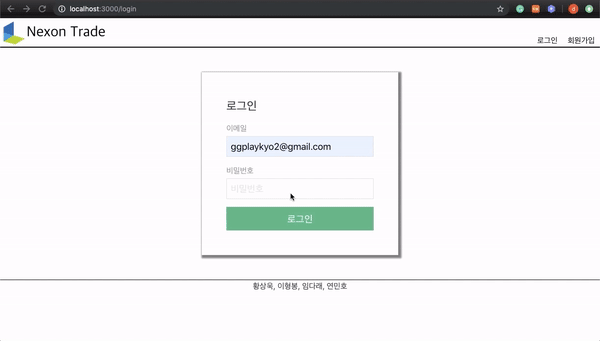 localhost:3000/login
Nexon Trade
로그인 회원가입
로그인
이메일
ggplaykyo2@gmail.com
비밀번호
비밀번호
로그인
황상욱, 이형봉, 임다래, 연민호